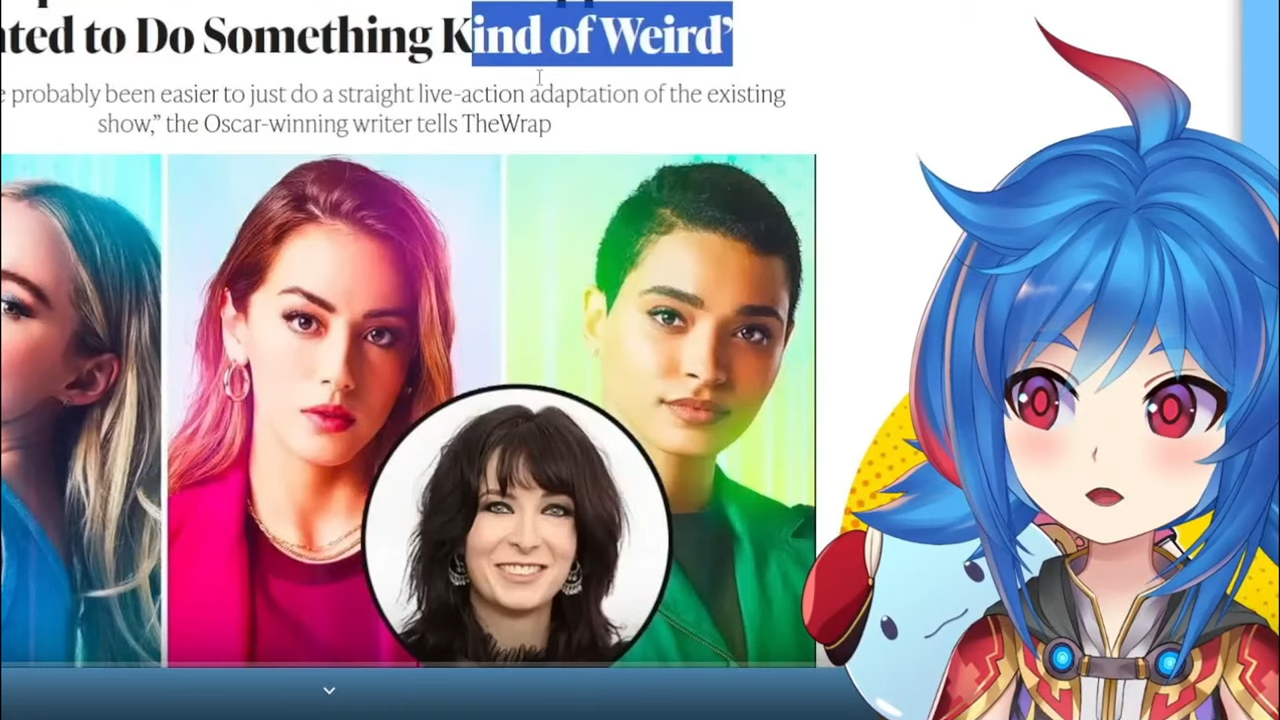 to Do Something Kind of Weird’
probably been easier to just do a straight live-action adaptation of the existing
show,” the Oscar-winning writer tells TheWrap